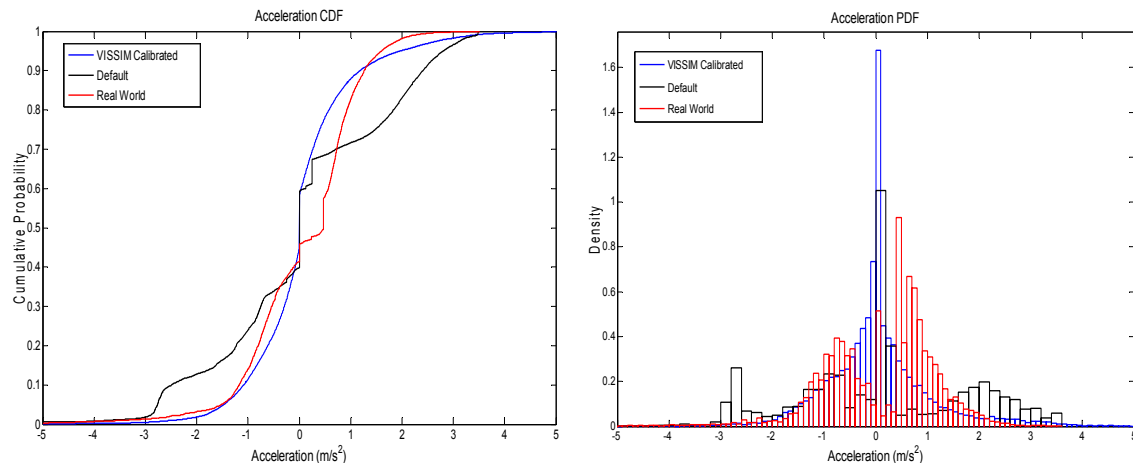 Acceleration CDF
1
0.9
0.8
0.7
0.6
0.5
0.4
0.3
0.2
0.1
0
Cumulative Probability
VISSIM Calibrated
Default
Real World
-5 -4 -3 -2 -1 0 1 2 3 4 5
Acceleration (m/s²)
Acceleration PDF
1.6
1.4
1.2
1
0.8
0.6
0.4
0.2
0
Density
VISSIM Calibrated
Default
Real World
-5 -4 -3 -2 -1 0 1 2 3 4 5
Acceleration (m/s²)